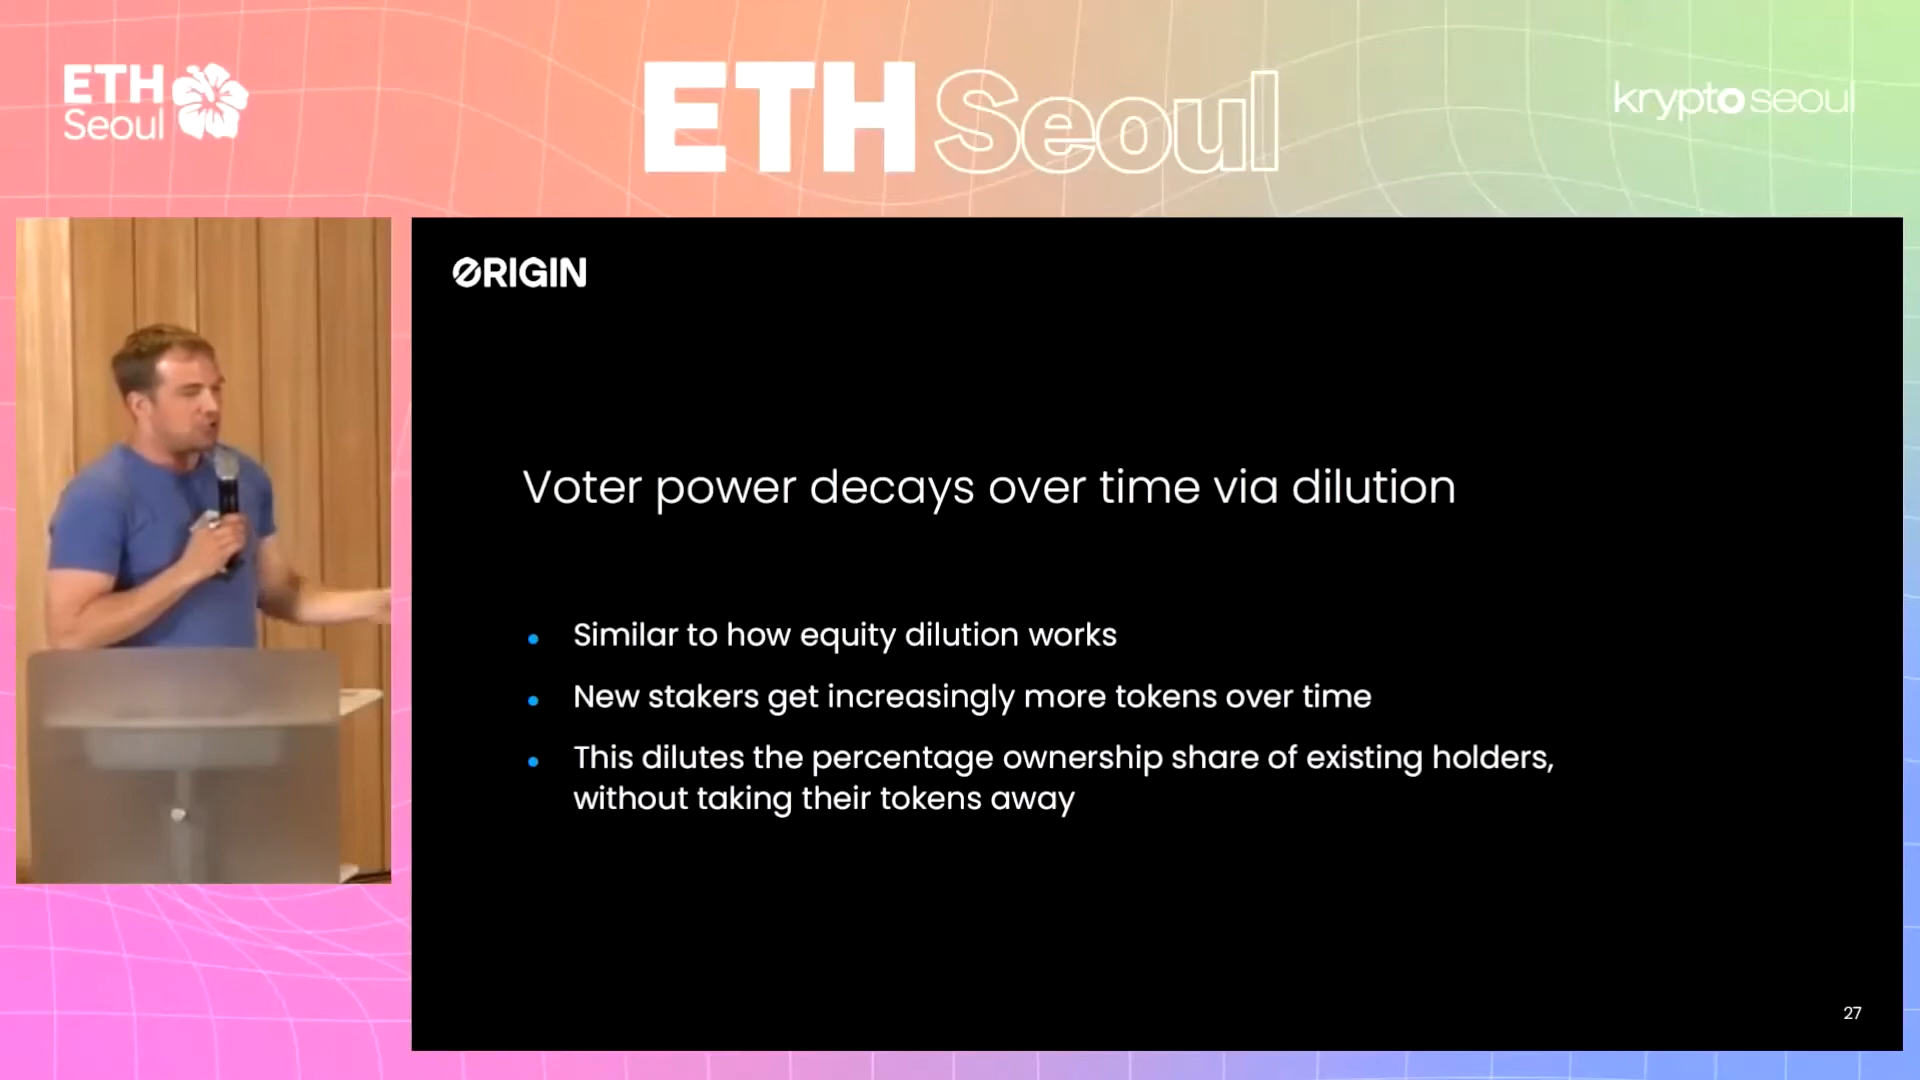 ETH
Seoul
ETH Seoul
kryptoseoul
ORIGIN
Voter power decays over time via dilution
Similar to how equity dilution works
New stakers get increasingly more tokens over time
This dilutes the percentage ownership share of existing holders,
without taking their tokens away
27